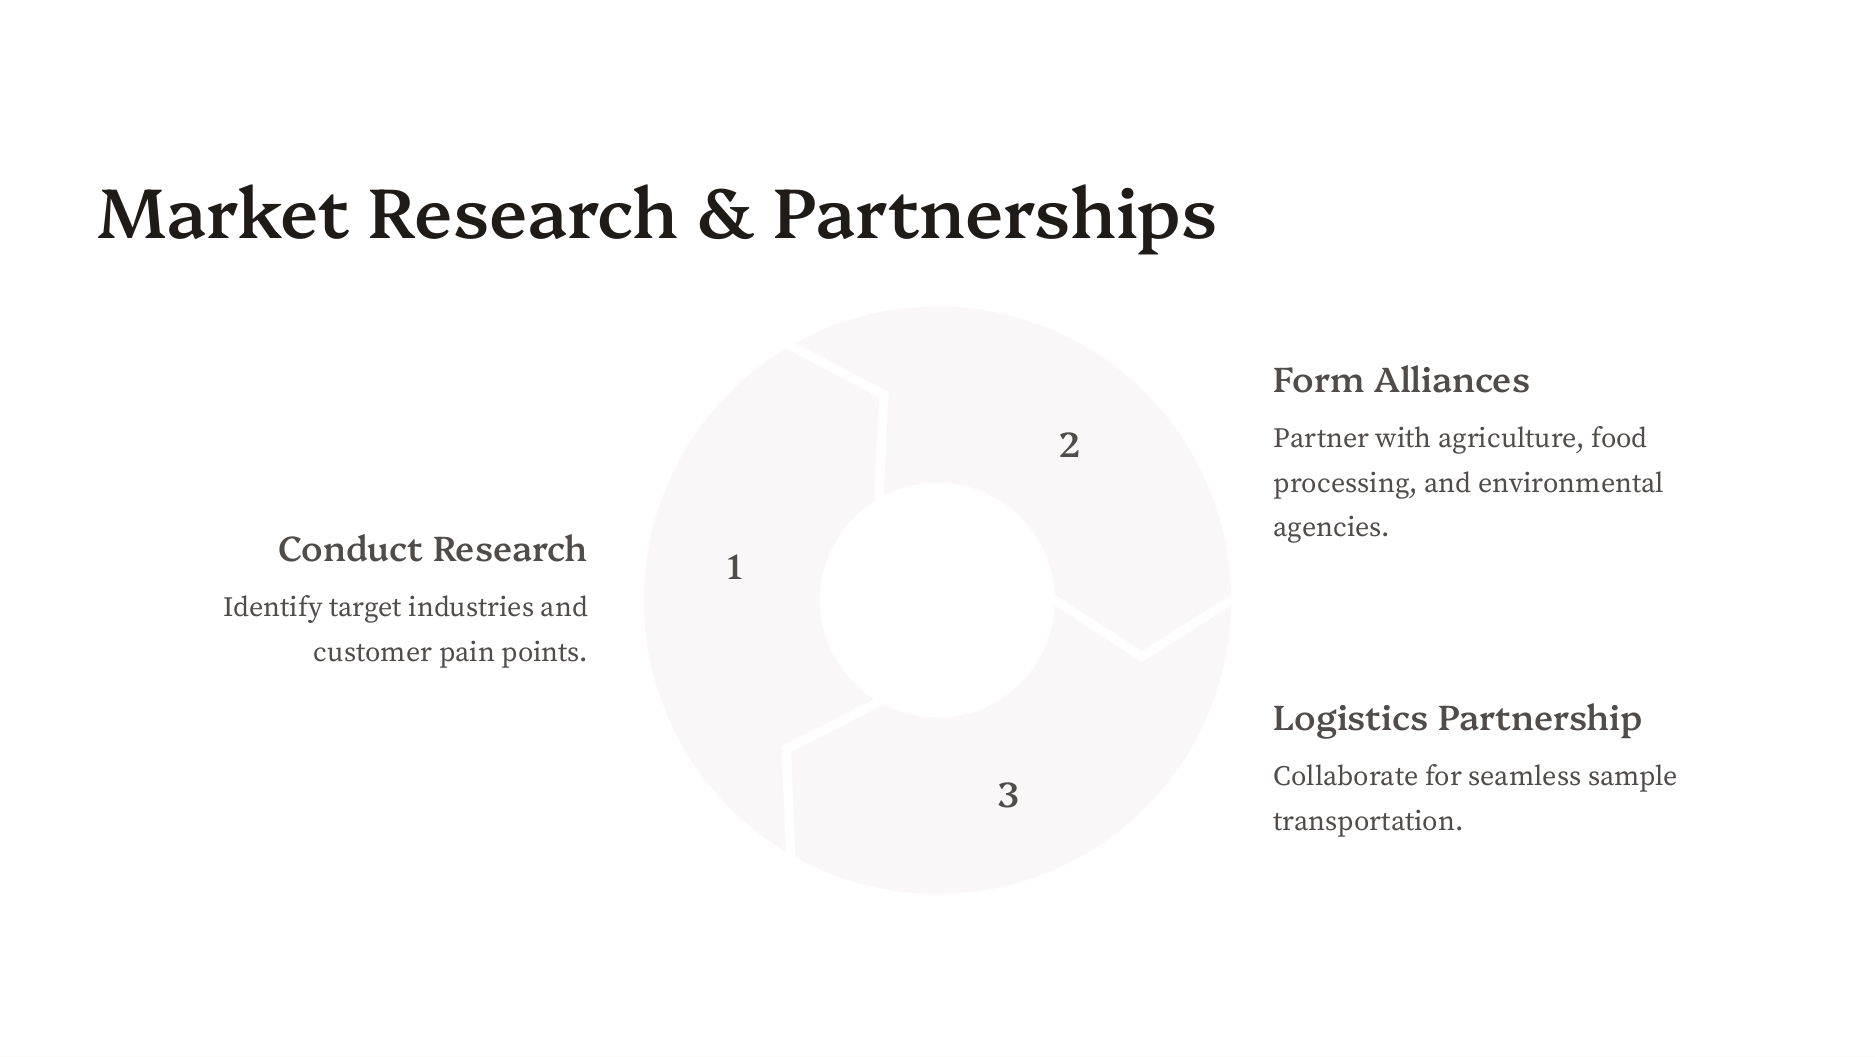 Market Research & Partnerships
1
Conduct Research
Identify target industries and
customer pain points.
2
Form Alliances
Partner with agriculture, food
processing, and environmental
agencies.
3
Logistics Partnership
Collaborate for seamless sample
transportation.